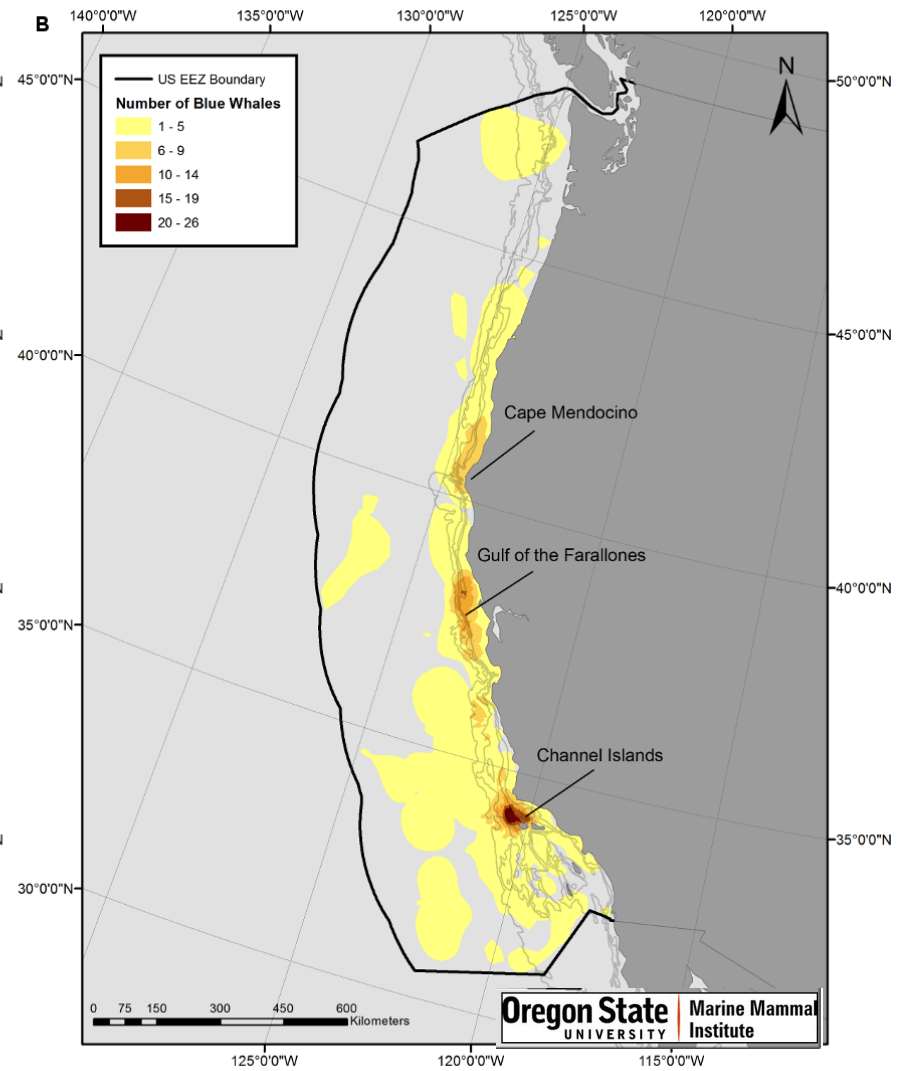 B
140°0'0"W 135°0'0"W 130°0'0"W 125°0'0"W 120°0'0"W
45°0'0"N
50°0'0"N
N
US EEZ Boundary
Number of Blue Whales
1 - 5
6 - 9
10 - 14
15 - 19
20 - 26
40°0'0"N
45°0'0"N
Cape Mendocino
Gulf of the Farallones
40°0'0"N
35°0'0"N
Channel Islands
35°0'0"N
30°0'0"N
0 75 150 300 450 600
Kilometers
Oregon State
UNIVERSITY
Marine Mammal
Institute
125°0'0"W 120°0'0"W 115°0'0"W